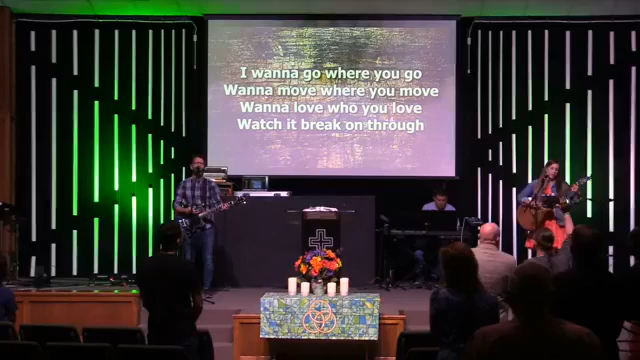 I wanna go where you go
Wanna move where you move
Wanna love who you love
Watch it break on through